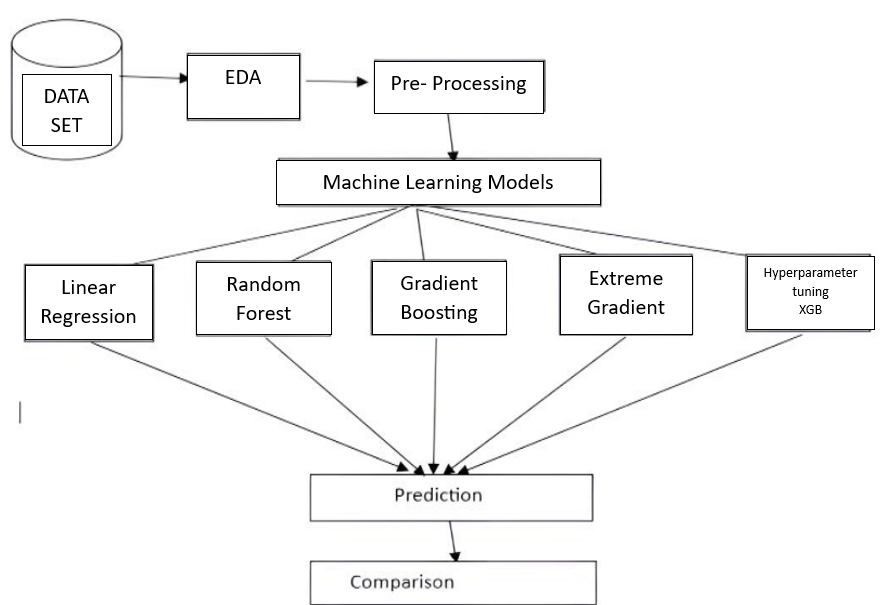 DATA
SET
EDA
Pre- Processing
Machine Learning Models
Linear
Regression
Random
Forest
Gradient
Boosting
Extreme
Gradient
Hyperparameter
tuning
XGB
Prediction
Comparison